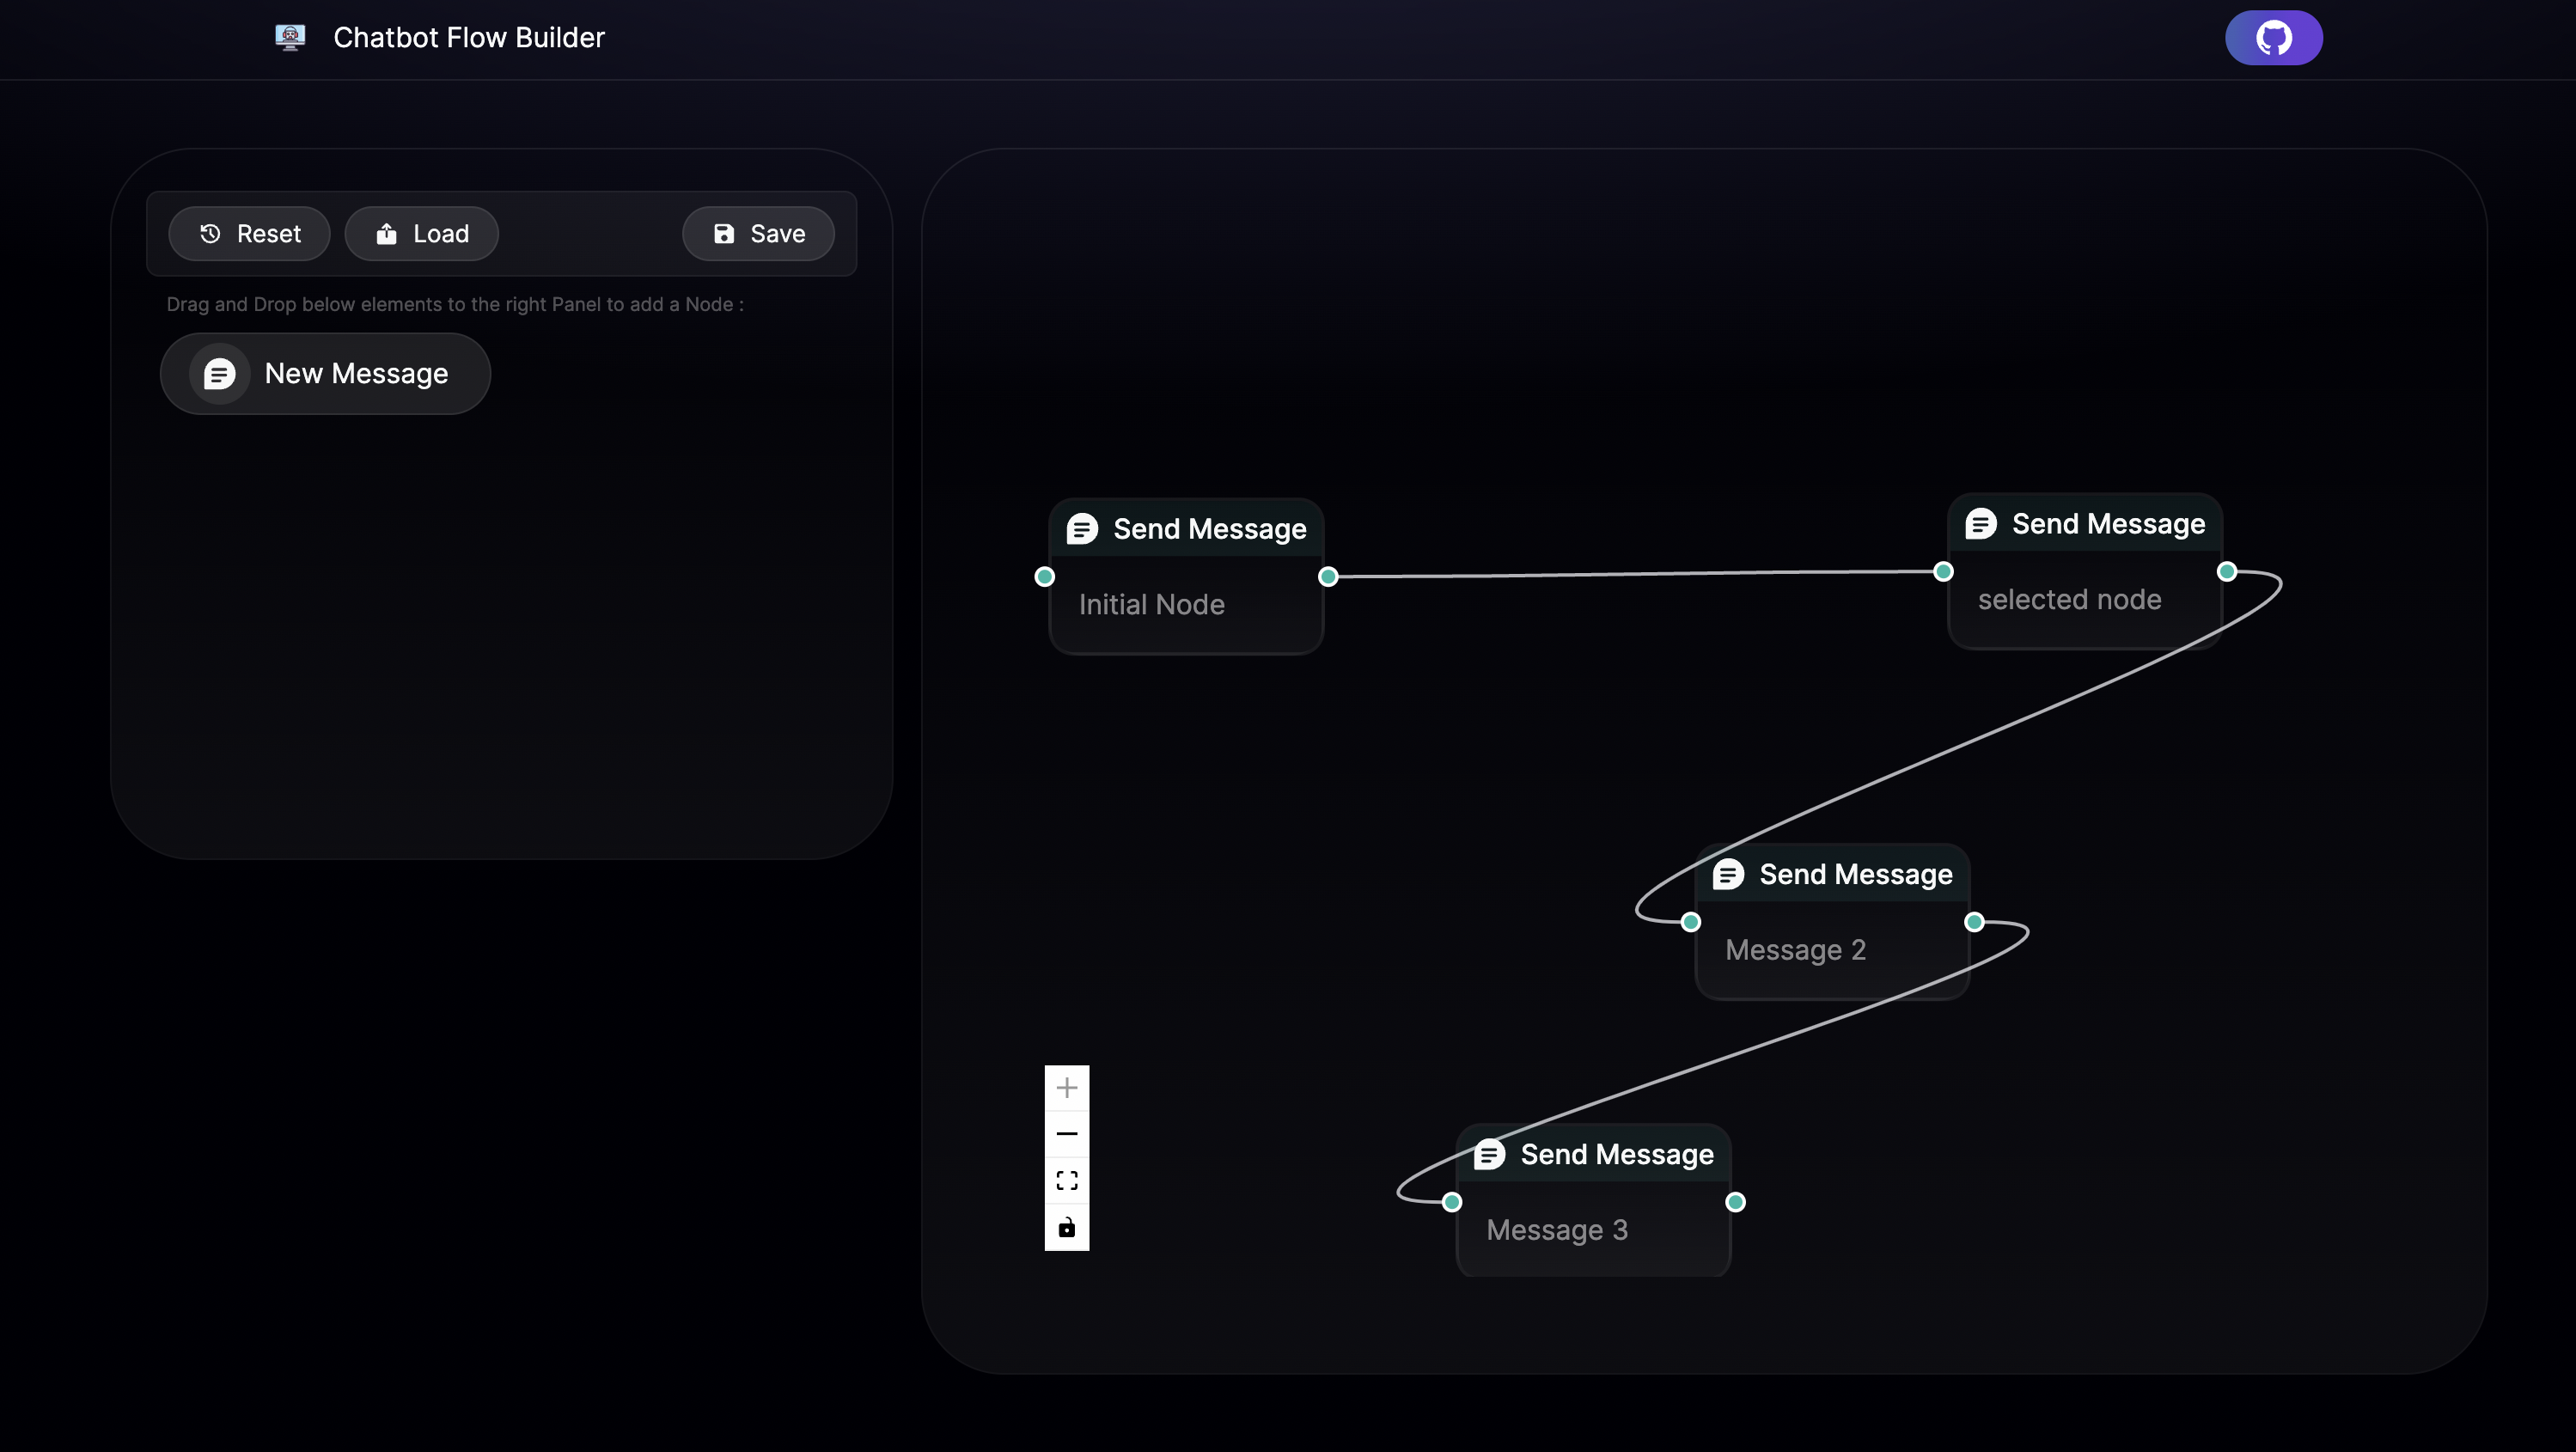 Chatbot Flow Builder
Reset
Load
Save
Drag and Drop below elements to the right Panel to add a Node :
New Message
Send Message
Initial Node
Send Message
selected node
Send Message
Message 2
Send Message
Message 3